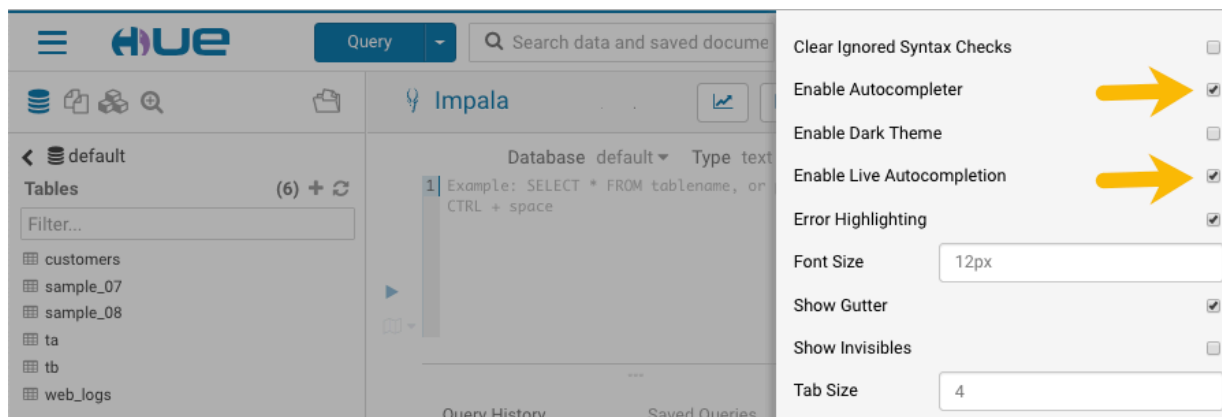 HUE
Query
Search data and saved docume
Impala
default
Database default Type text
Tables (6)
1 Example: SELECT * FROM tablename, or
CTRL + space
Filter...
customers
sample_07
sample_08
ta
tb
web_logs
Query History Saved Queries
Clear Ignored Syntax Checks
Enable Autocompleter
Enable Dark Theme
Enable Live Autocompletion
Error Highlighting
Font Size 12px
Show Gutter
Show Invisibles
Tab Size 4